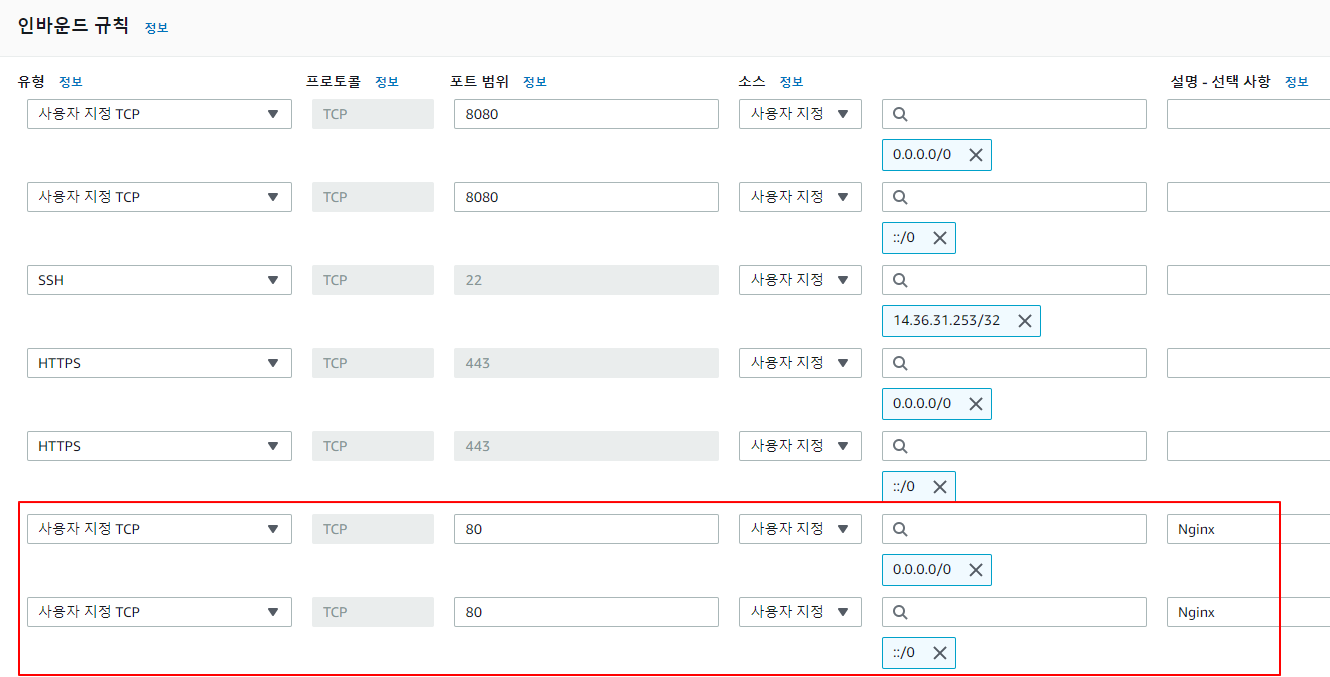 인바운드 규칙 정보
유형 정보 프로토콜 정보 포트 범위 정보 소스 정보 설명 - 선택 사항 정보
사용자 지정 TCP TCP 8080 사용자 지정
0.0.0.0/0
사용자 지정 TCP TCP 8080 사용자 지정
::/0
SSH TCP 22 사용자 지정
14.36.31.253/32
HTTPS TCP 443 사용자 지정
0.0.0.0/0
HTTPS TCP 443 사용자 지정
::/0
사용자 지정 TCP TCP 80 사용자 지정 Nginx
0.0.0.0/0
사용자 지정 TCP TCP 80 사용자 지정 Nginx
::/0